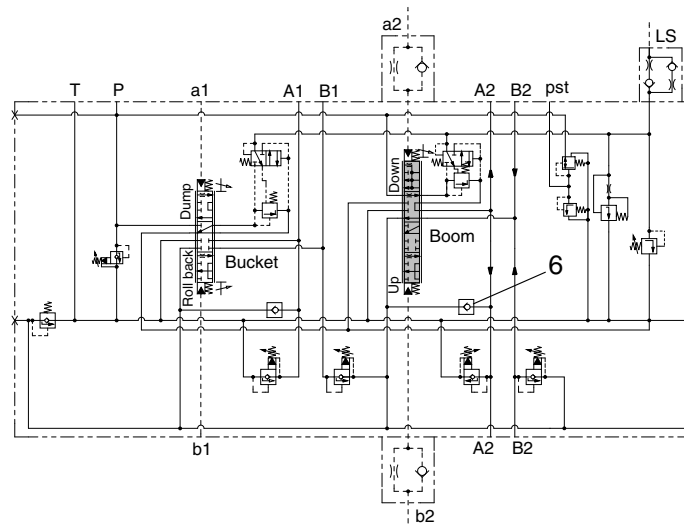 a2
LS
T P a1 A1 B1 A2 B2 pst
Dump
Down
Bucket
Boom
Roll back
Up
6
b1
A2 B2
b2